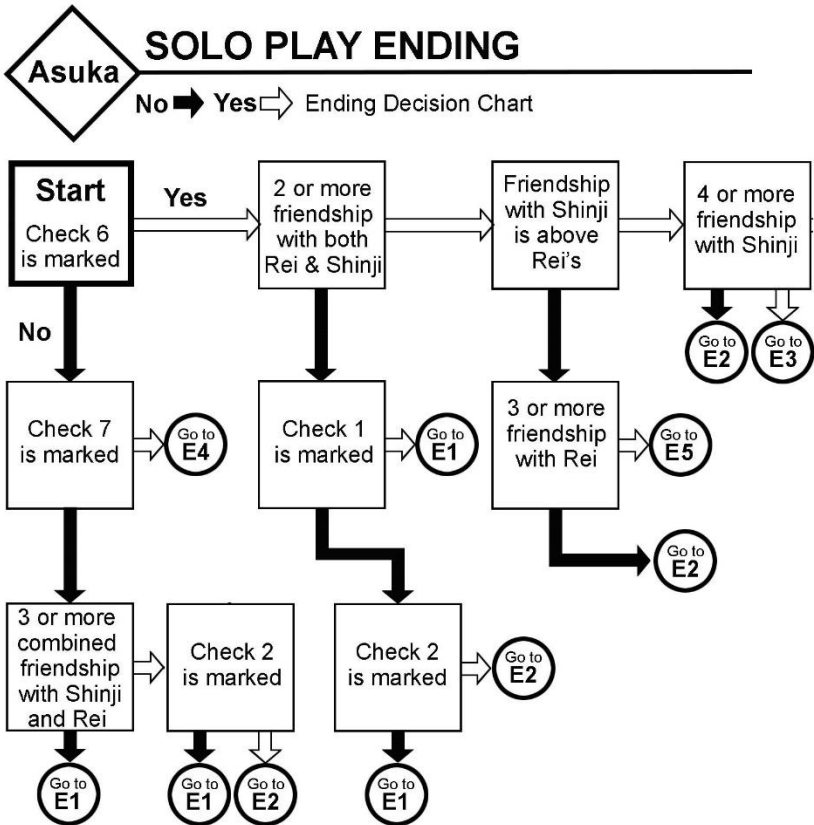 Asuka
SOLO PLAY ENDING
No Yes Ending Decision Chart
Start
Check 6
is marked
Yes
2 or more
friendship
with both
Rei & Shinji
Friendship
with Shinji
is above
Rei's
4 or more
friendship
with Shinji
No
Go to
E2
Go to
E3
Check 7
is marked
Go to
E4
Check 1
is marked
Go to
E1
3 or more
friendship
with Rei
Go to
E5
Go to
E2
3 or more
combined
friendship
with Shinji
and Rei
Check 2
is marked
Check 2
is marked
Go to
E2
Go to
E1
Go to
E1
Go to
E2
Go to
E1